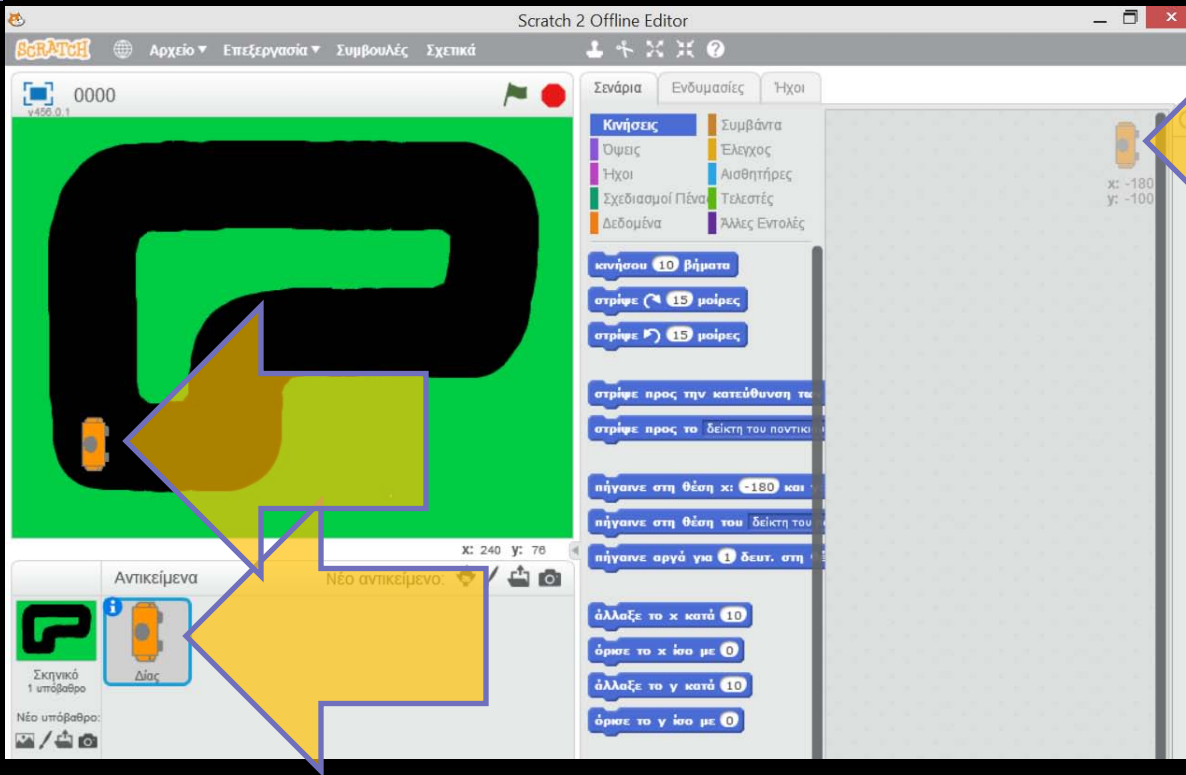 Scratch 2 Offline Editor
SCRATCH Αρχείο Επεξεργασία Συμβουλές Σχετικά
0000
v456.0.1
Σενάρια Ενδυμασίες Ήχοι
Κινήσεις Συμβάντα
Όψεις Έλεγχος
Ήχοι Αισθητήρες
Σχεδιασμοί Πένα Τελεστές
Δεδομένα Άλλες Εντολές
x: -180
y: -100
κινήσου 10 βήματα
στρίψε 15 μοίρες
στρίψε 15 μοίρες
στρίψε προς την κατεύθυνση
στρίψε προς το δείκτη του ποντικι
πήγαινε στη θέση x: -180 και
πήγαινε στη θέση του δείκτη του
πήγαινε αργά για 1 δευτ. στη
άλλαξε το x κατά 10
όρισε το x ίσο με 0
άλλαξε το y κατά 10
όρισε το y ίσο με 0
x: 240 y: 76
Αντικείμενα Νέο αντικείμενο:
Σκηνικό
1 υπόβαθρο
Δίας
Νέο υπόβαθρο: